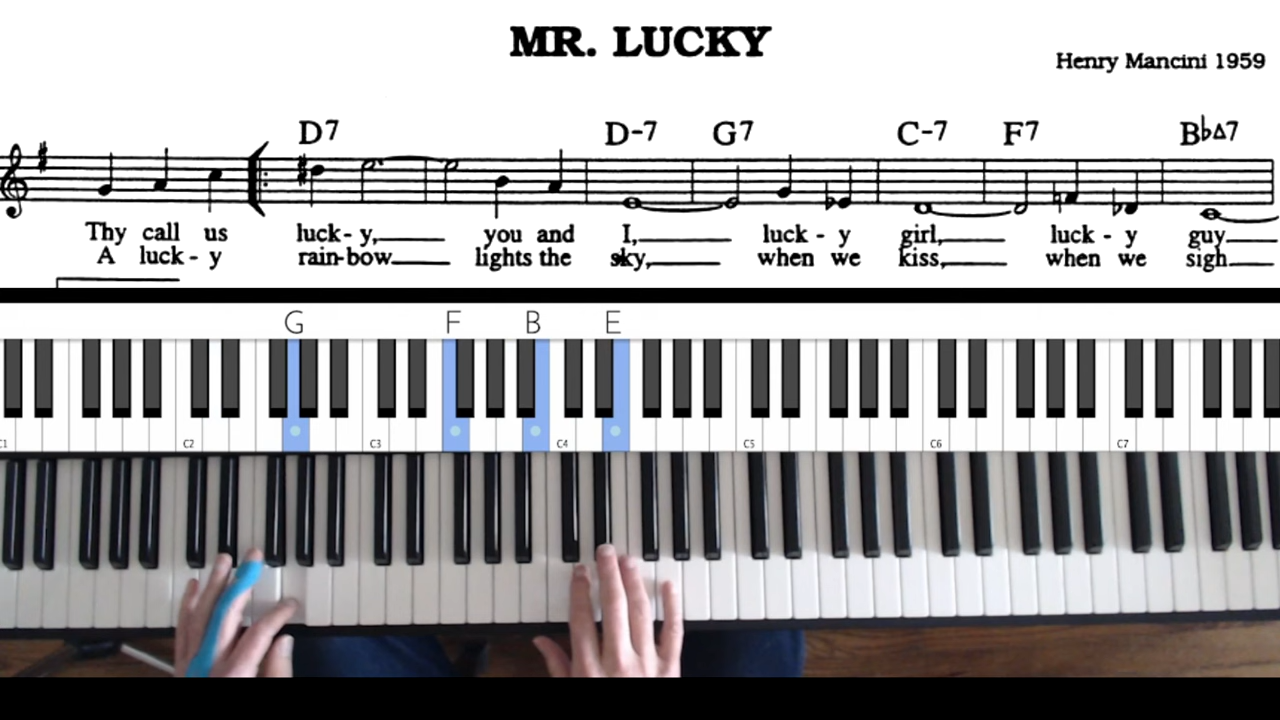 MR. LUCKY
Henry Mancini 1959
D7 D-7 G7 C-7 F7 Bb△7
Thy call us luck - y, you and I, luck - y girl, luck - y guy
A luck - y rain-bow lights the sky, when we kiss, when we sigh
G F B E
C1 C2 C3 C4 C5 C6 C7